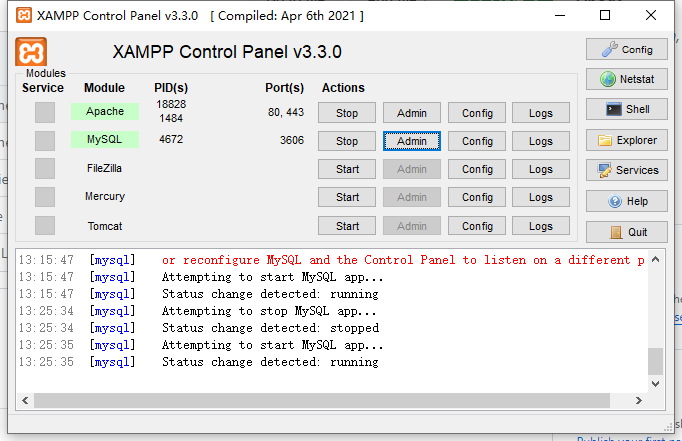 XAMPP Control Panel v3.3.0 [ Compiled: Apr 6th 2021 ]
XAMPP Control Panel v3.3.0
Config
Modules
Service Module PID(s) Port(s) Actions
Netstat
Apache 18828 1484 80, 443 Stop Admin Config Logs
Shell
MySQL 4672 3606 Stop Admin Config Logs
Explorer
FileZilla Start Admin Config Logs
Services
Mercury Start Admin Config Logs
Help
Tomcat Start Admin Config Logs
Quit
13:15:47 [mysql] or reconfigure MySQL and the Control Panel to listen on a different p
13:15:47 [mysql] Attempting to start MySQL app...
13:15:47 [mysql] Status change detected: running
13:25:34 [mysql] Attempting to stop MySQL app...
13:25:34 [mysql] Status change detected: stopped
13:25:35 [mysql] Attempting to start MySQL app...
13:25:35 [mysql] Status change detected: running
Publish your first p